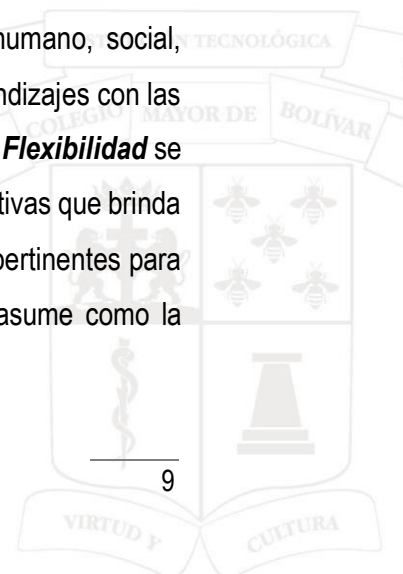 humano, social,
TECNOLÓGICA
ndizajes con las
COLEGIO MAYOR DE BOLÍVAR
Flexibilidad se
tivas que brinda
pertinentes para
asume como la
9
VIRTUD Y CULTURA